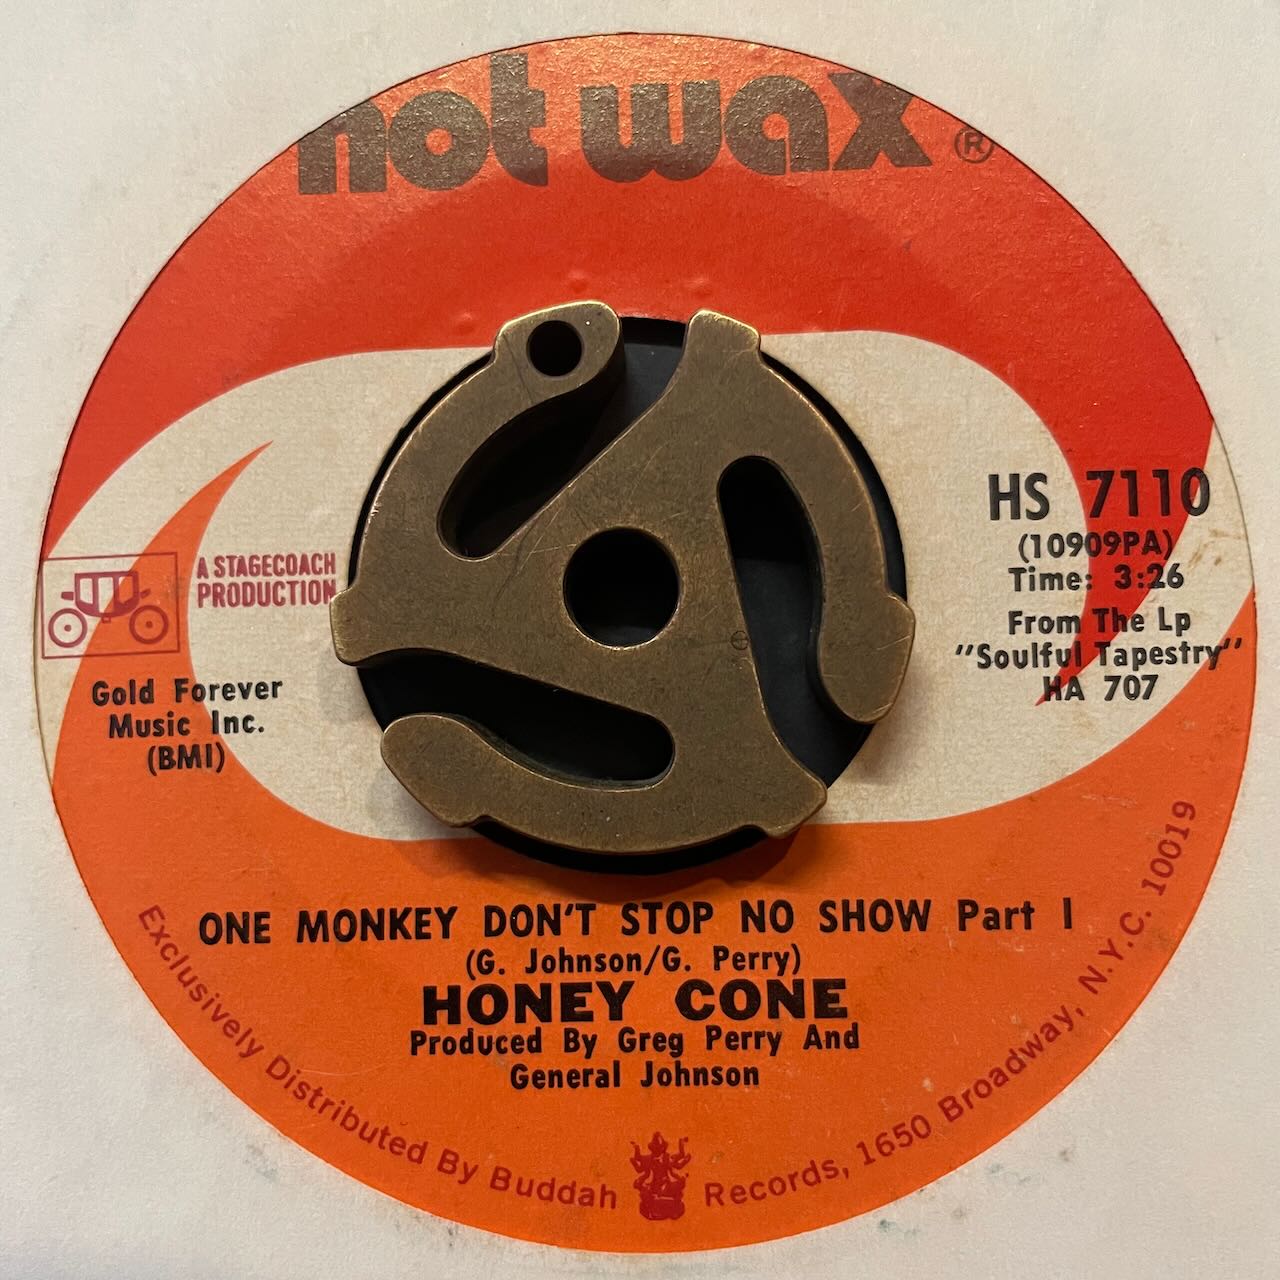 hot wax ®
HS 7110
(10909PA)
Time: 3:26
From The Lp
"Soulful Tapestry"
HA 707
A STAGECOACH
PRODUCTION
Gold Forever
Music Inc.
(BMI)
ONE MONKEY DON'T STOP NO SHOW Part I
(G. Johnson/G. Perry)
HONEY CONE
Produced By Greg Perry And
General Johnson
Exclusively Distributed By Buddah Records, 1650 Broadway, N.Y.C. 10019